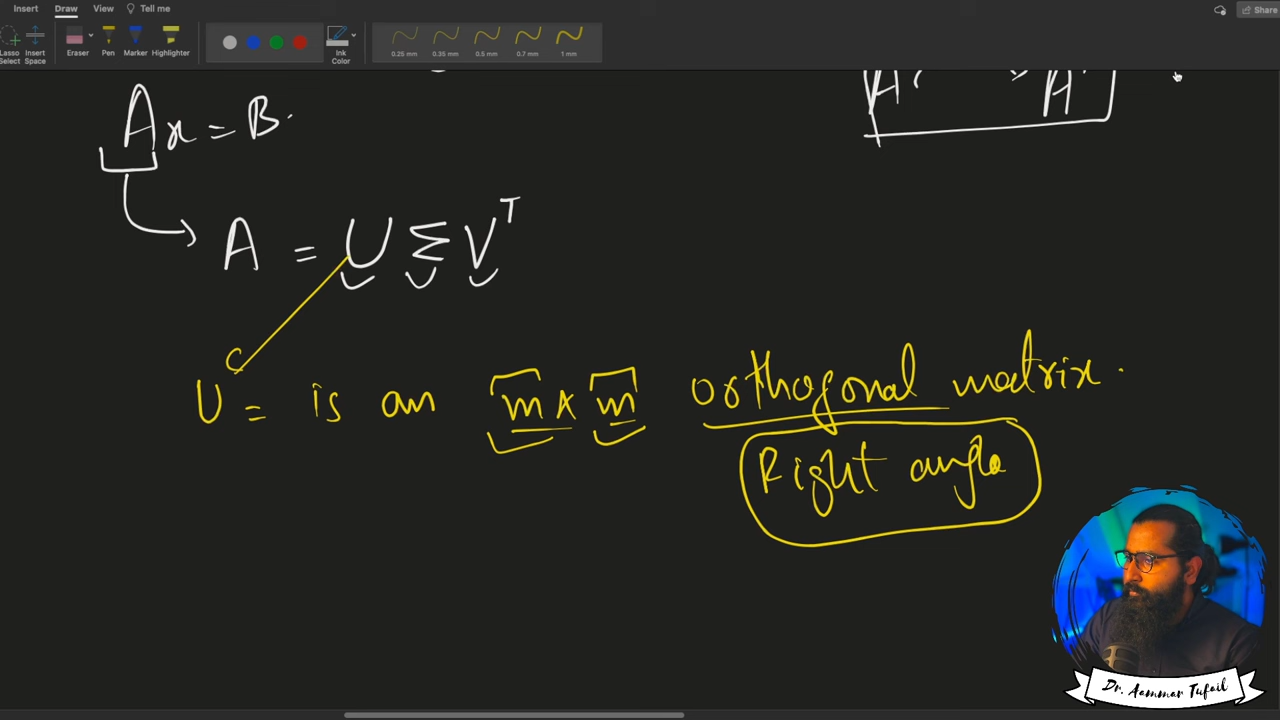 Insert Draw View Tell me Share
Lasso Select Insert Space Eraser Pen Marker Highlighter Ink Color 0.25 mm 0.35 mm 0.5 mm 0.7 mm 1 mm
Ax = B
A = U Σ Vᵀ
U = is an m x m orthogonal matrix.
Right angle
Dr. Aammar Tufail